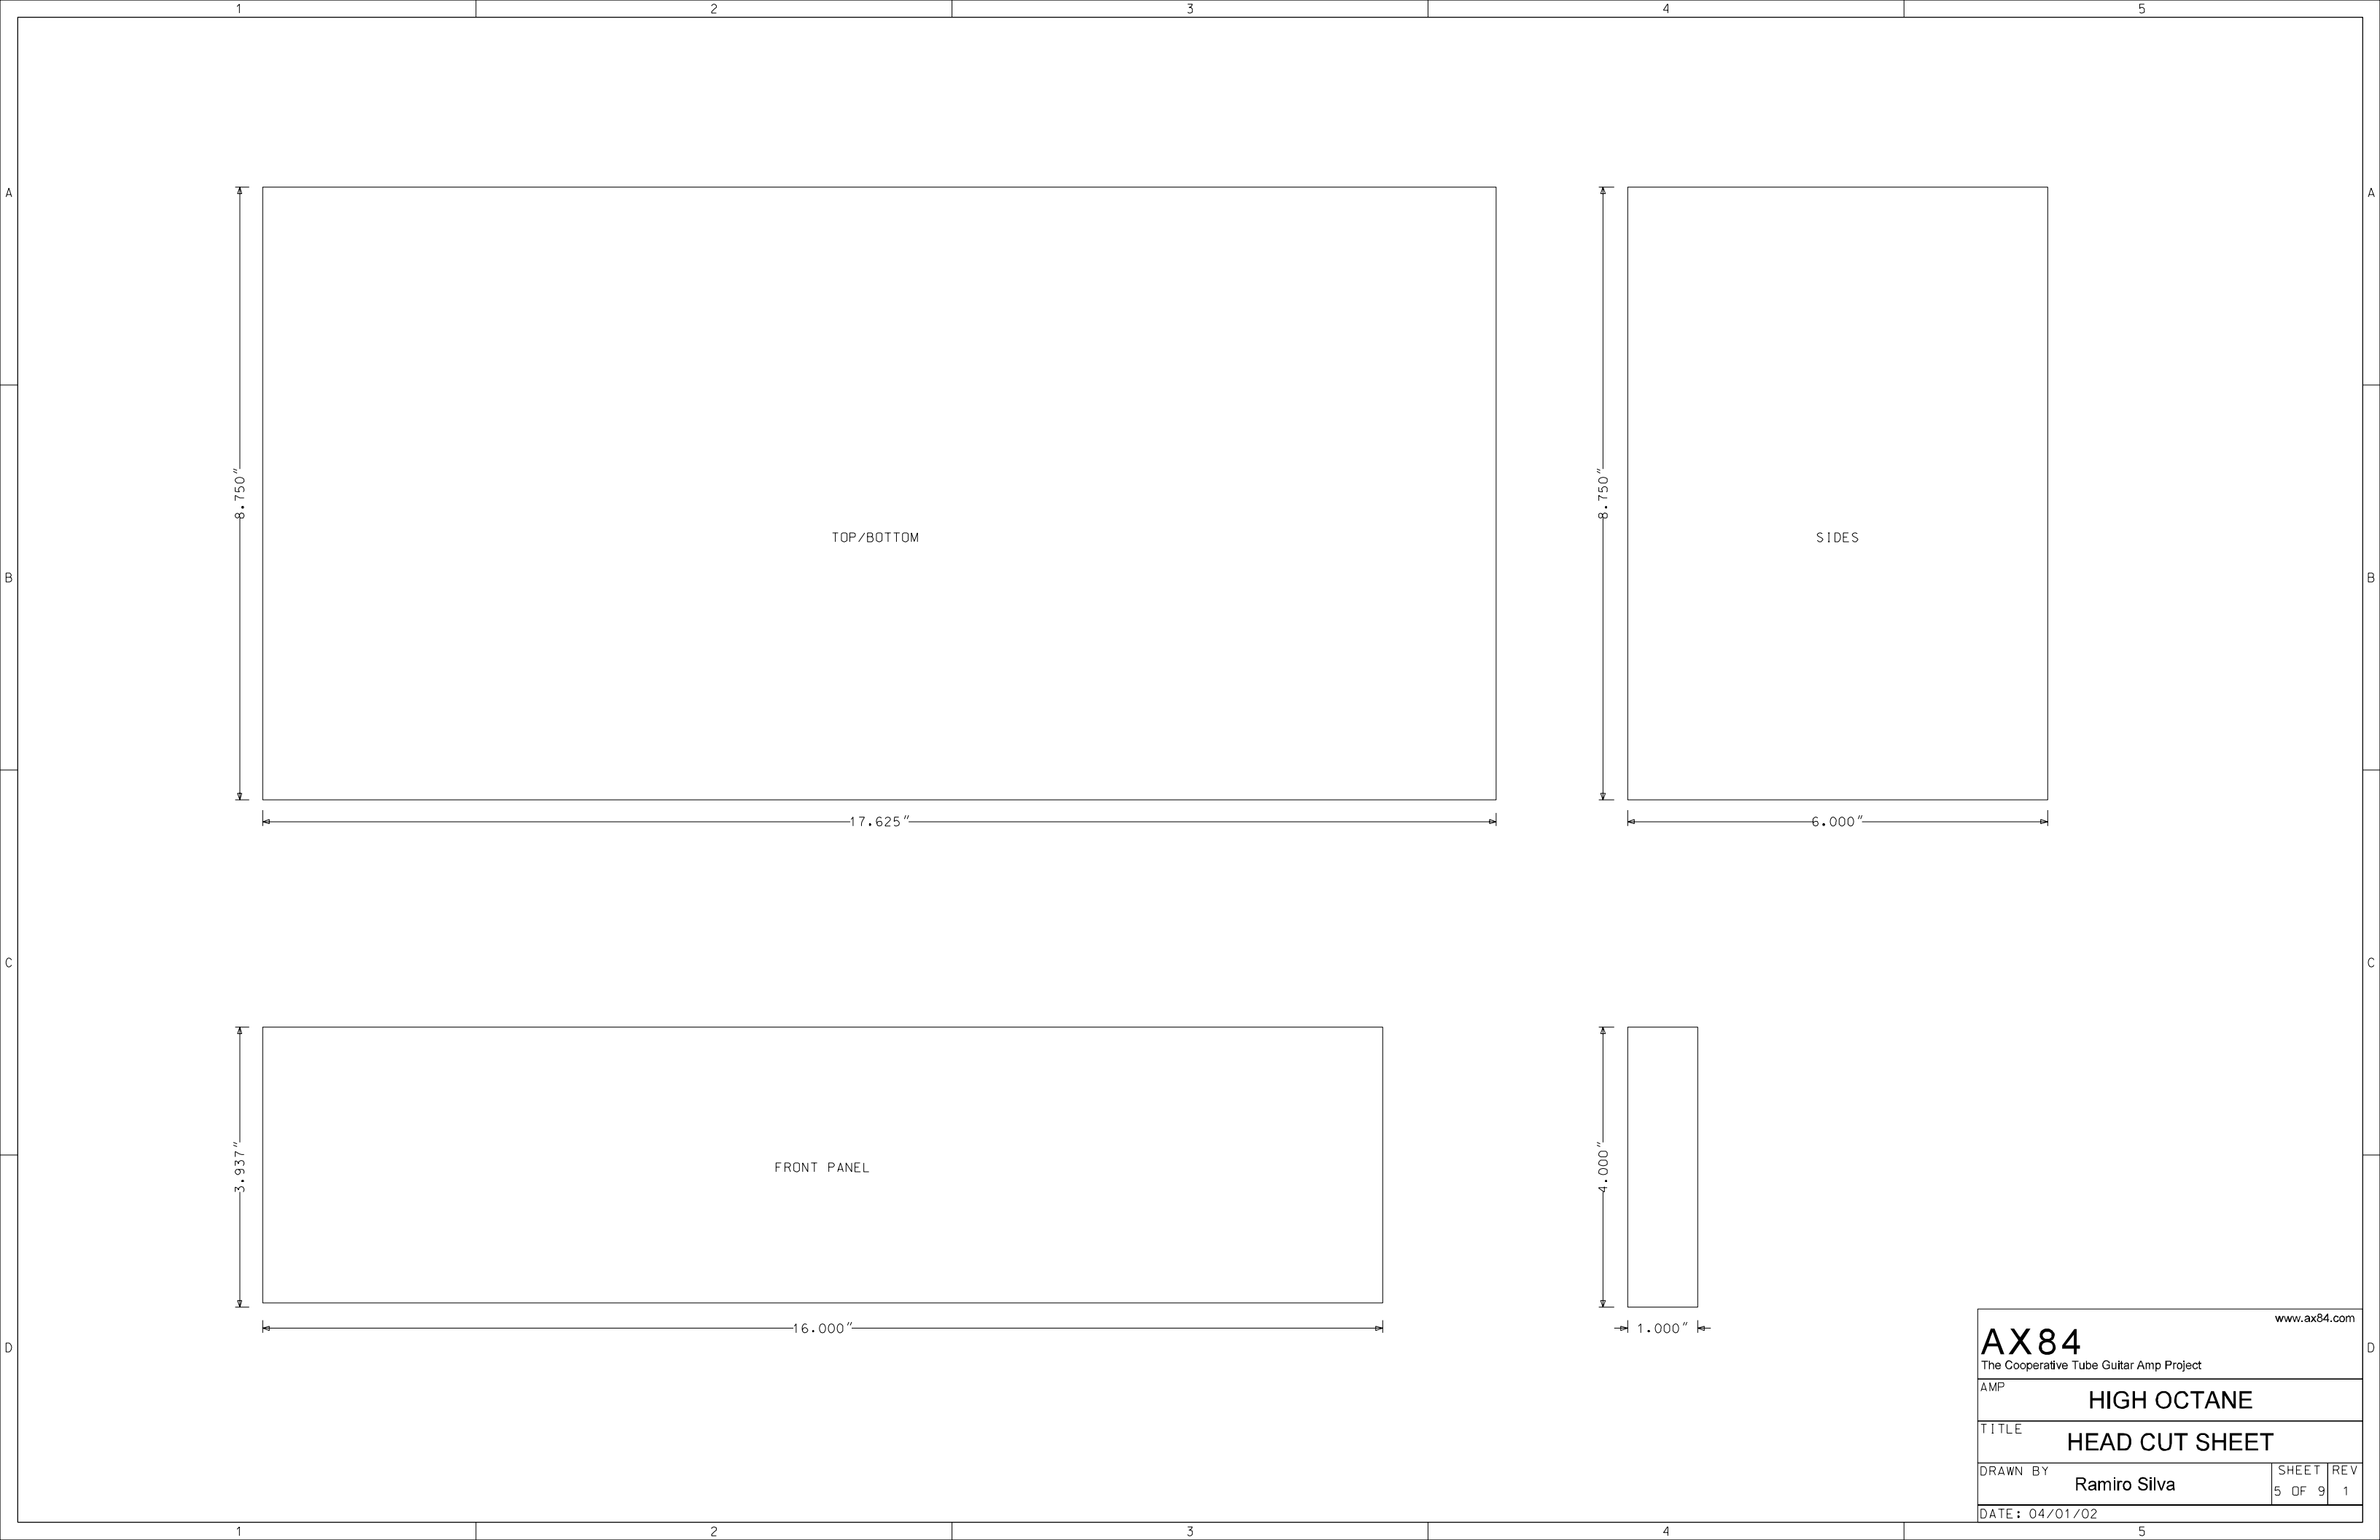 1 2 3 4 5
A A
8.750"
8.750"
TOP/BOTTOM
SIDES
B B
17.625"
6.000"
C C
3.937"
4.000"
FRONT PANEL
16.000"
1.000"
D D
www.ax84.com
AX84
The Cooperative Tube Guitar Amp Project
AMP
HIGH OCTANE
TITLE
HEAD CUT SHEET
DRAWN BY
Ramiro Silva
SHEET
5 OF 9
REV
1
DATE: 04/01/02
1 2 3 4 5